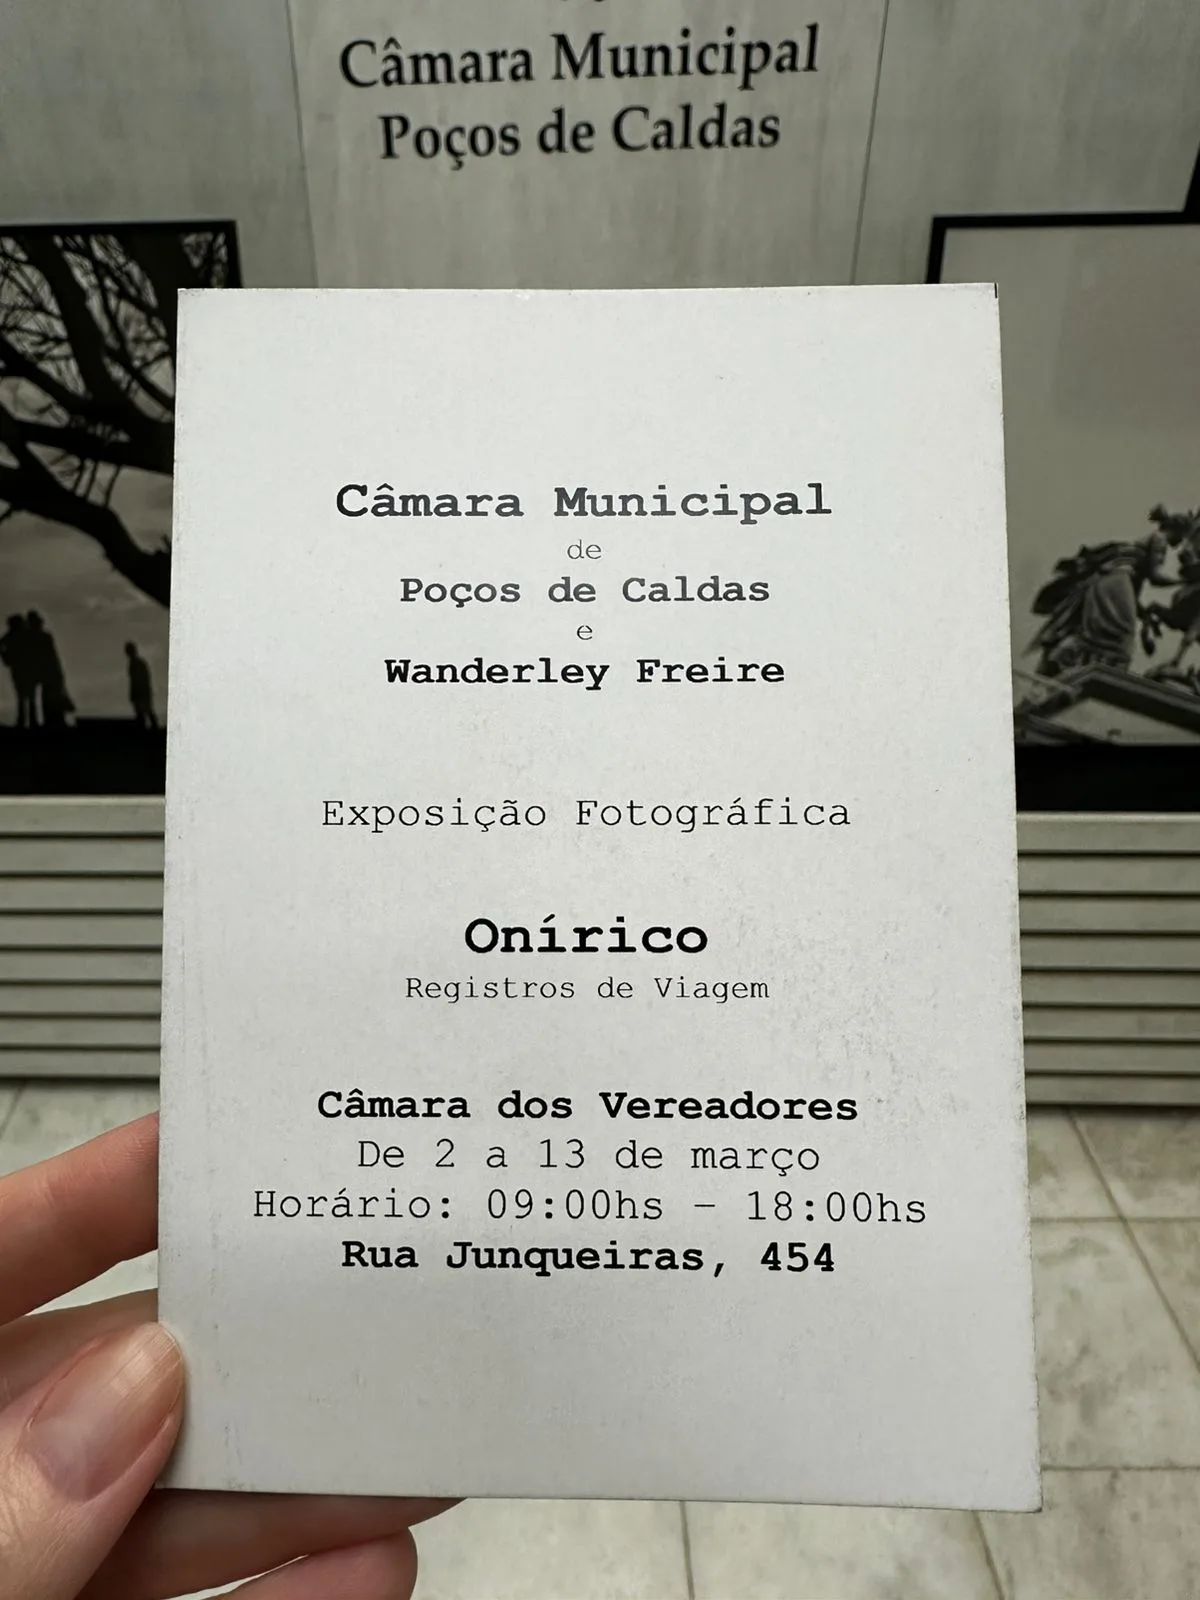 Câmara Municipal
Poços de Caldas
Câmara Municipal
de
Poços de Caldas
e
Wanderley Freire
Exposição Fotográfica
Onírico
Registros de Viagem
Câmara dos Vereadores
De 2 a 13 de março
Horário: 09:00hs - 18:00hs
Rua Junqueiras, 454